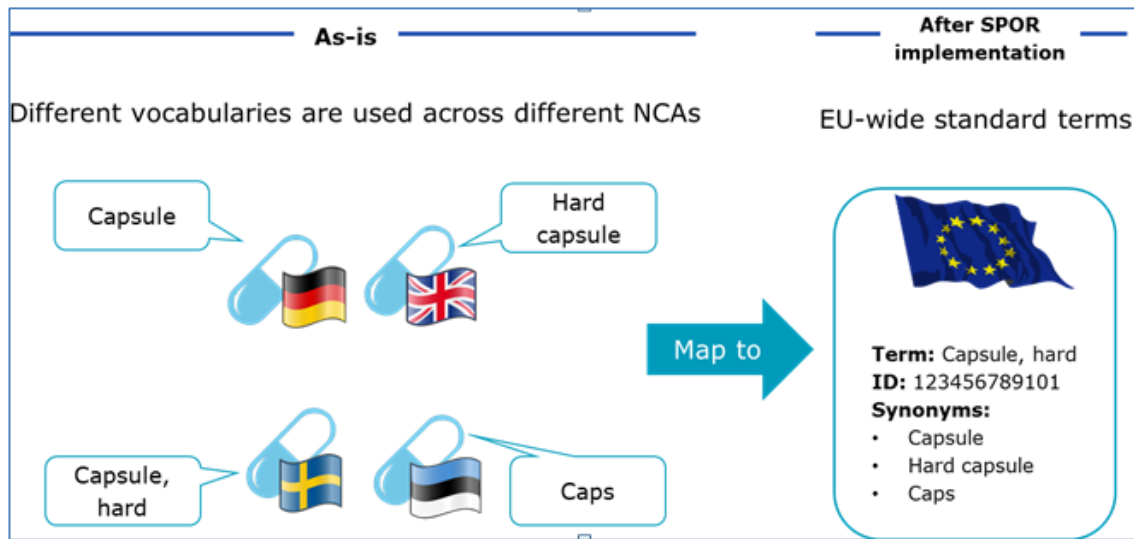 As-is
After SPOR
implementation
Different vocabularies are used across different NCAs
EU-wide standard terms
Capsule
Hard
capsule
Map to
Capsule,
hard
Caps
Term: Capsule, hard
ID: 123456789101
Synonyms:
• Capsule
• Hard capsule
• Caps